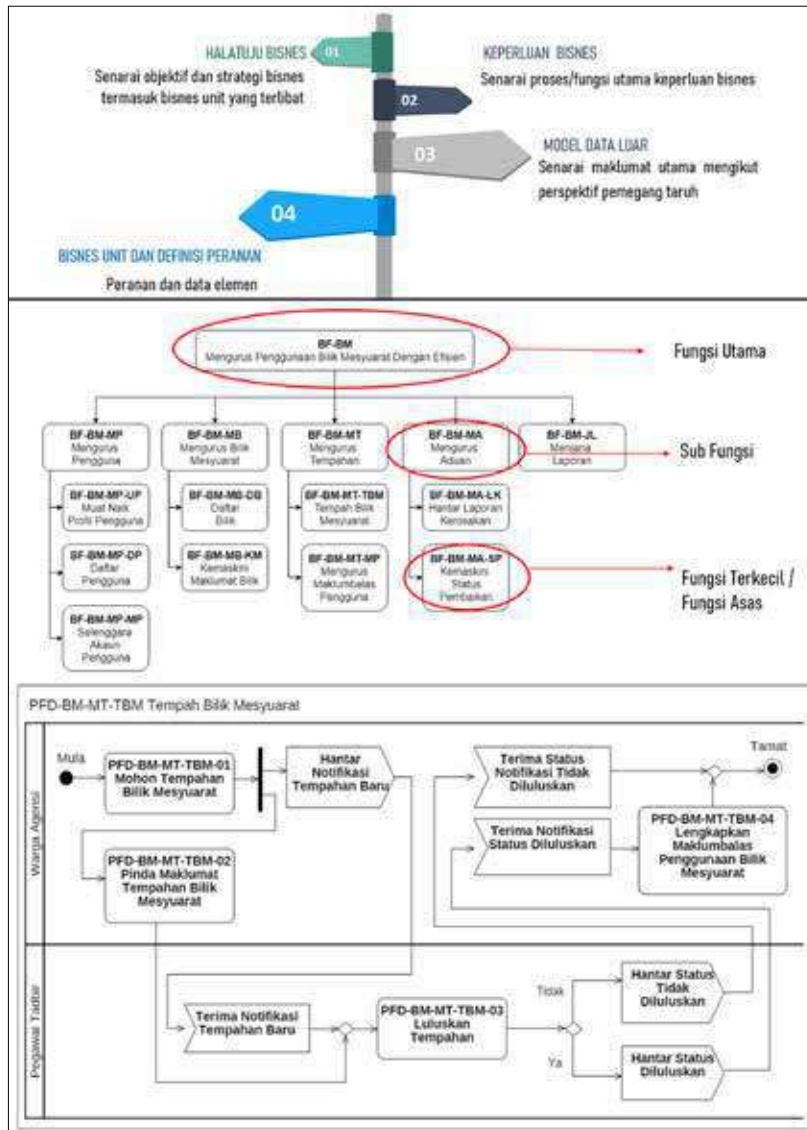 HALATUJU BISNES
01
Senarai objektif dan strategi bisnes
termasuk bisnes unit yang terlibat
KEPERLUAN BISNES
02
Senarai proses/fungsi utama keperluan bisnes
03
MODEL DATA LUAR
Senarai maklumat utama mengikut
perspektif pemegang taruh
04
BISNES UNIT DAN DEFINISI PERANAN
Peranan dan data elemen
BF-BM
Mengurus Penggunaan Bilik Mesyuarat Dengan Efisien
Fungsi Utama
BF-BM-MP
Mengurus
Pengguna
BF-BM-MB
Mengurus Bilik
Mesyuarat
BF-BM-MT
Mengurus
Tempahan
BF-BM-MA
Mengurus
Aduan
BF-BM-JL
Menjana
Laporan
Sub Fungsi
BF-BM-MP-UP
Muat Naik
Profil Pengguna
BF-BM-MB-DB
Daftar
Bilik
BF-BM-MT-TBM
Tempah Bilik
Mesyuarat
BF-BM-MA-LK
Hantar Laporan
Kerosakan
BF-BM-MP-DP
Daftar
Pengguna
BF-BM-MB-KM
Kemaskini
Maklumat Bilik
BF-BM-MT-MP
Mengurus
Maklumbalas
Pengguna
BF-BM-MA-SP
Kemaskini
Status
Pembaikan
Fungsi Terkecil /
Fungsi Asas
BF-BM-MP-MP
Selenggara
Akaun
Pengguna
PFD-BM-MT-TBM Tempah Bilik Mesyuarat
Warga Agensi
Mula
PFD-BM-MT-TBM-01
Mohon Tempahan
Bilik Mesyuarat
Hantar
Notifikasi
Tempahan Baru
Terima Status
Notifikasi Tidak
Diluluskan
Tamat
PFD-BM-MT-TBM-02
Pinda Maklumat
Tempahan Bilik
Mesyuarat
Terima Notifikasi
Status Diluluskan
PFD-BM-MT-TBM-04
Lengkapkan
Maklumbalas
Penggunaan Bilik
Mesyuarat
Pegawai Tadbir
Terima Notifikasi
Tempahan Baru
PFD-BM-MT-TBM-03
Luluskan
Tempahan
Tidak
Hantar Status
Tidak
Diluluskan
Ya
Hantar Status
Diluluskan